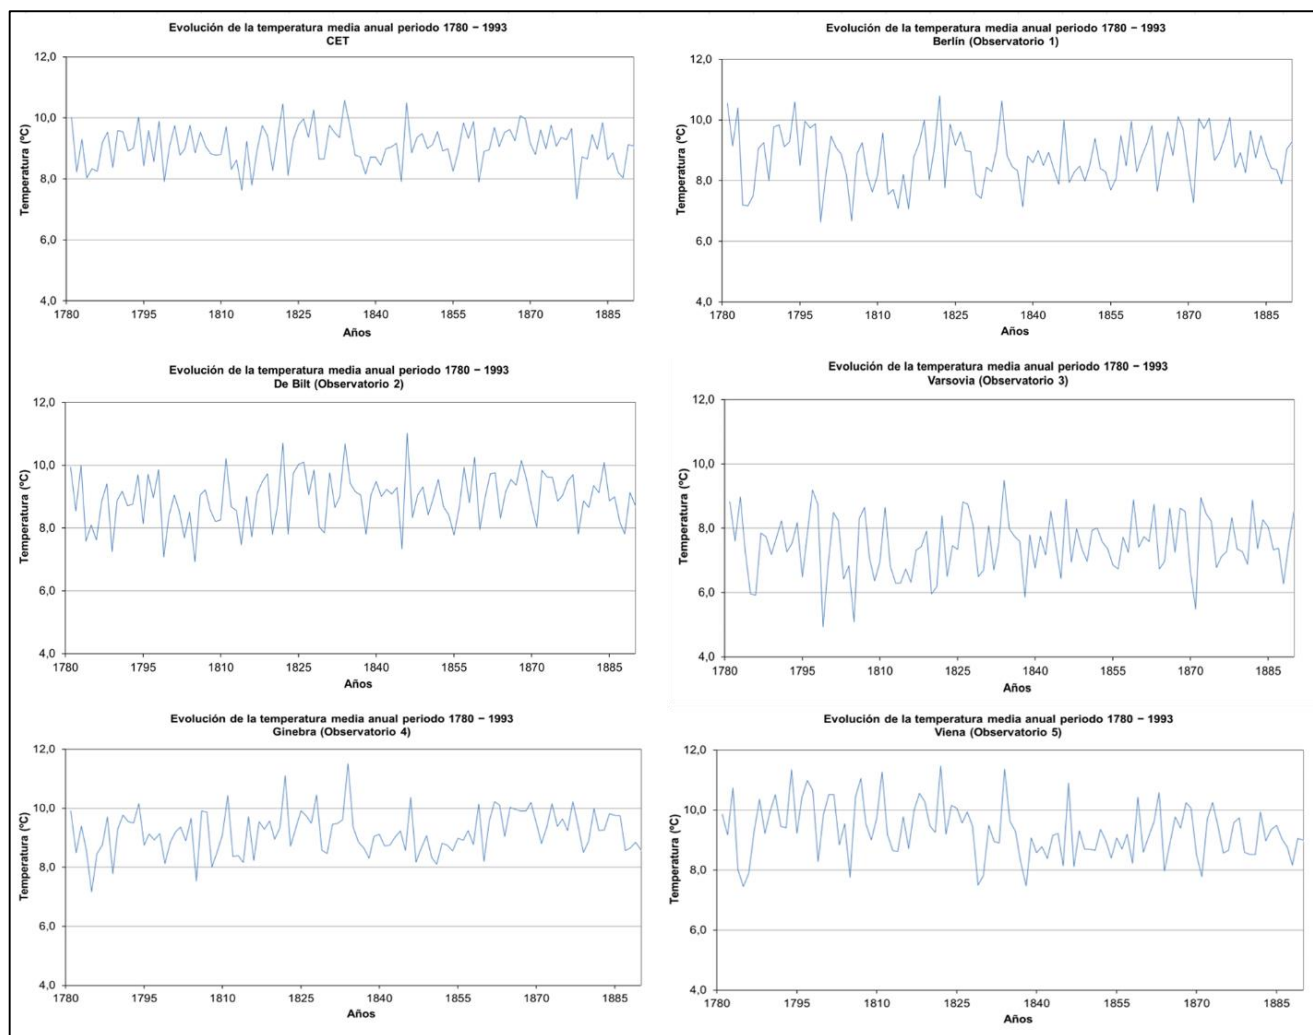 Evolución de la temperatura media anual periodo 1780 – 1993
CET
Temperatura (ºC)
12,0
10,0
8,0
6,0
4,0
1780 1795 1810 1825 1840 1855 1870 1885
Años
Evolución de la temperatura media anual periodo 1780 – 1993
Berlín (Observatorio 1)
Temperatura (ºC)
12,0
10,0
8,0
6,0
4,0
1780 1795 1810 1825 1840 1855 1870 1885
Años
Evolución de la temperatura media anual periodo 1780 – 1993
De Bilt (Observatorio 2)
Temperatura (ºC)
12,0
10,0
8,0
6,0
4,0
1780 1795 1810 1825 1840 1855 1870 1885
Años
Evolución de la temperatura media anual periodo 1780 – 1993
Varsovia (Observatorio 3)
Temperatura (ºC)
12,0
10,0
8,0
6,0
4,0
1780 1795 1810 1825 1840 1855 1870 1885
Años
Evolución de la temperatura media anual periodo 1780 – 1993
Ginebra (Observatorio 4)
Temperatura (ºC)
12,0
10,0
8,0
6,0
4,0
1780 1795 1810 1825 1840 1855 1870 1885
Años
Evolución de la temperatura media anual periodo 1780 – 1993
Viena (Observatorio 5)
Temperatura (ºC)
12,0
10,0
8,0
6,0
4,0
1780 1795 1810 1825 1840 1855 1870 1885
Años